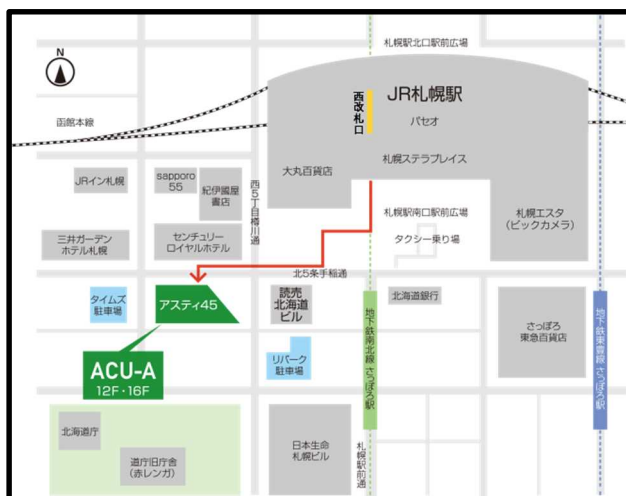 札幌駅北口駅前広場
N
JR札幌駅
西改札口
パセオ
函館本線
札幌ステラプレイス
大丸百貨店
JRイン札幌
sapporo
55
紀伊國屋
書店
西5丁目樽川通
札幌駅南口駅前広場
タクシー乗り場
札幌エスタ
(ビックカメラ)
三井ガーデン
ホテル札幌
センチュリー
ロイヤルホテル
北5条手稲通
タイムズ
駐車場
アスティ45
読売
北海道
ビル
北海道銀行
地下鉄南北線 さっぽろ駅
さっぽろ
東急百貨店
地下鉄東豊線 さっぽろ駅
リパーク
駐車場
ACU-A
12F・16F
北海道庁
道庁旧庁舎
(赤レンガ)
日本生命
札幌ビル
札幌駅前通